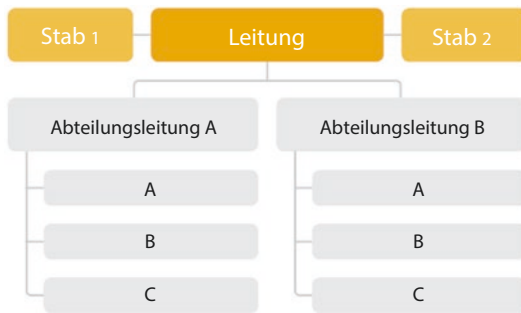 Stab 1
Leitung
Stab 2
Abteilungsleitung A
Abteilungsleitung B
A
A
B
B
C
C